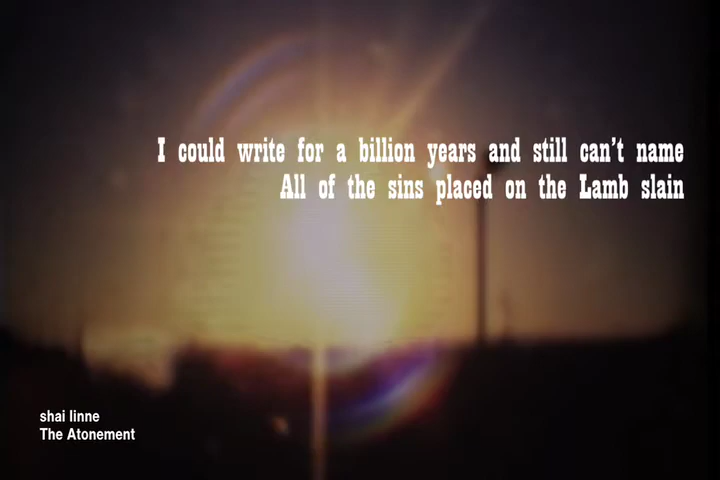 I could write for a billion years and still can't name
All of the sins placed on the Lamb slain
shai linne
The Atonement